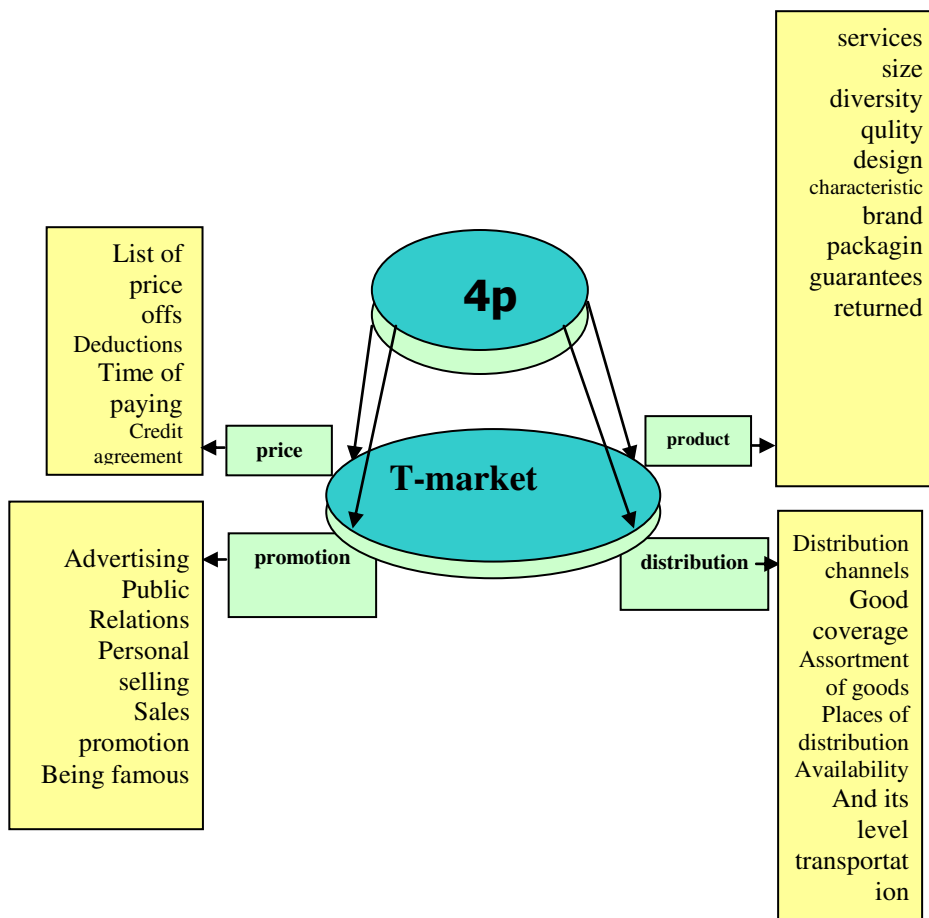 services
size
diversity
qulity
design
characteristic
brand
packagin
guarantees
returned
4p
List of
price
offs
Deductions
Time of
paying
Credit
agreement
price
product
T-market
Advertising
Public
Relations
Personal
selling
Sales
promotion
Being famous
promotion
distribution
Distribution
channels
Good
coverage
Assortment
of goods
Places of
distribution
Availability
And its
level
transportat
ion